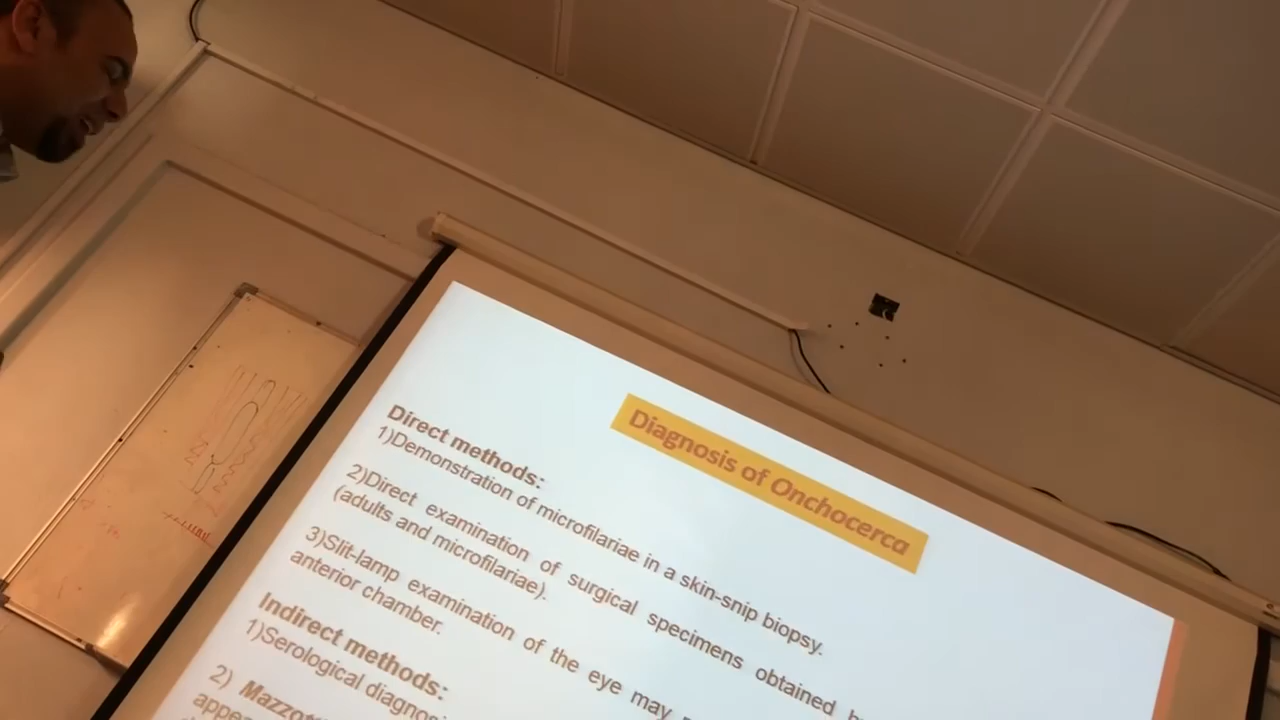 Diagnosis of Onchocerca
Direct methods:
1)Demonstration of microfilariae in a skin-snip biopsy.
2)Direct examination of surgical specimens obtained
(adults and microfilariae).
3)Slit-lamp examination of the eye may
anterior chamber.
Indirect methods:
1)Serological
2)